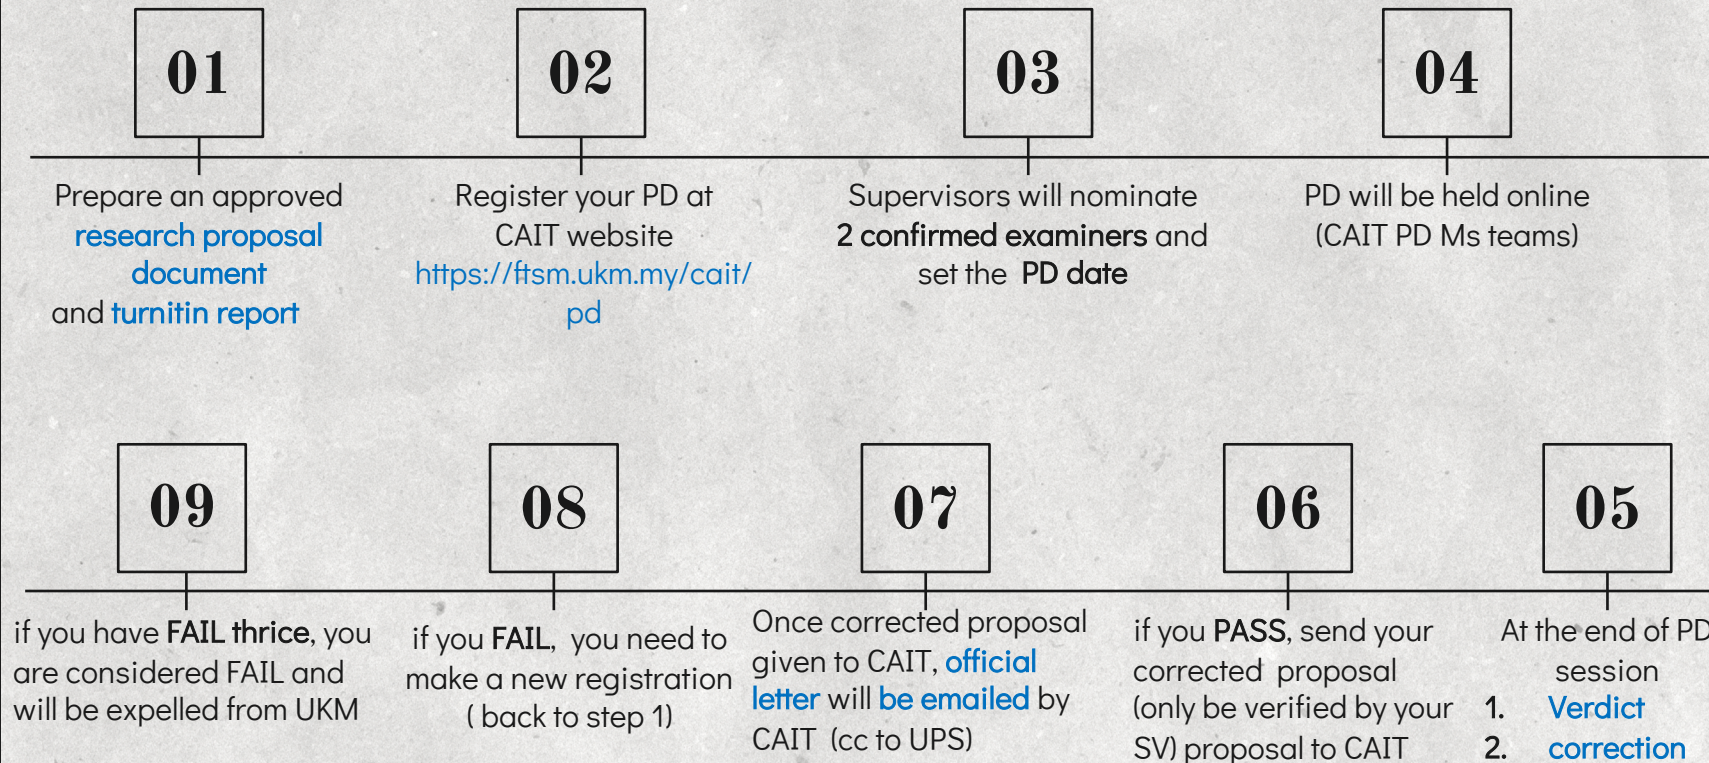 01
Prepare an approved
research proposal
document
and turnitin report
02
Register your PD at
CAIT website
https://ftsm.ukm.my/cait/
pd
03
Supervisors will nominate
2 confirmed examiners and
set the PD date
04
PD will be held online
(CAIT PD Ms teams)
05
At the end of PD
session
1. Verdict
2. correction
06
if you PASS, send your
corrected proposal
(only be verified by your
SV) proposal to CAIT
07
Once corrected proposal
given to CAIT, official
letter will be emailed by
CAIT (cc to UPS)
08
if you FAIL, you need to
make a new registration
( back to step 1)
09
if you have FAIL thrice, you
are considered FAIL and
will be expelled from UKM